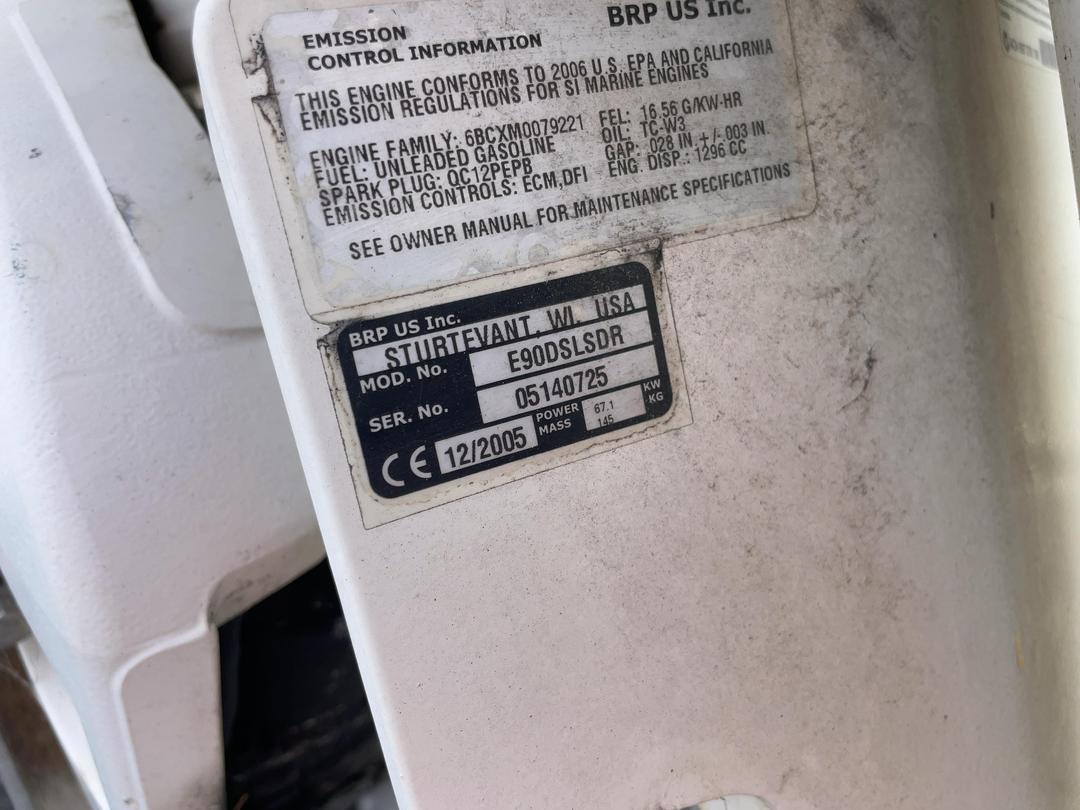 BRP US Inc.
EMISSION
CONTROL INFORMATION
THIS ENGINE CONFORMS TO 2006 U.S. EPA AND CALIFORNIA
EMISSION REGULATIONS FOR SI MARINE ENGINES
ENGINE FAMILY: 6BCXM0079221 FEL: 16.56 G/KW-HR
FUEL: UNLEADED GASOLINE OIL: TC-W3
SPARK PLUG: QC12PEPB GAP: .028 IN +/-.003 IN.
EMISSION CONTROLS: ECM,DFI ENG. DISP.: 1296 CC
SEE OWNER MANUAL FOR MAINTENANCE SPECIFICATIONS
BRP US Inc.
STURTEVANT, WI, USA
MOD. No. E90DSLSDR
SER. No. 05140725
CE 12/2005 POWER 67.1 KW
MASS 145 KG